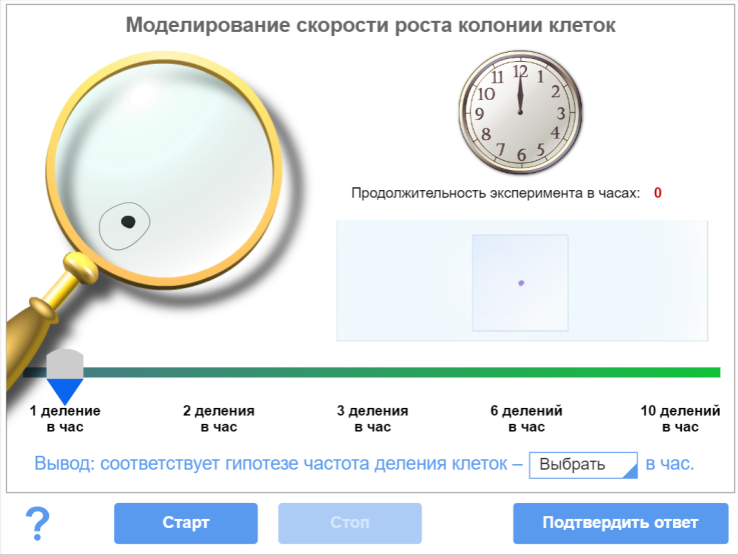 Моделирование скорости роста колонии клеток
12
11 1
10 2
9 3
8 4
7 5
6
Продолжительность эксперимента в часах: 0
1 деление 2 деления 3 деления 6 делений 10 делений
в час в час в час в час в час
Вывод: соответствует гипотезе частота деления клеток – Выбрать в час.
? Старт Стоп Подтвердить ответ